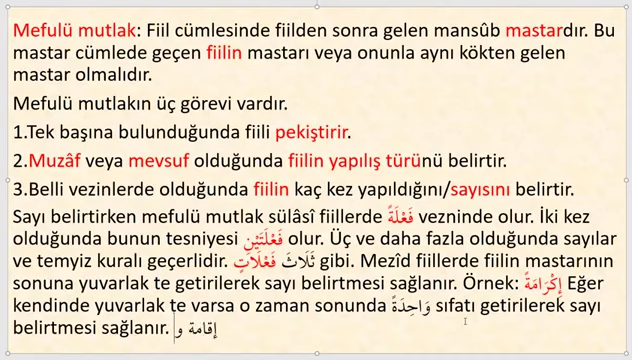 Mefulü mutlak: Fiil cümlesinde fiilden sonra gelen mansûb mastardır. Bu
mastar cümlede geçen fiilin mastarı veya onunla aynı kökten gelen
mastar olmalıdır.
Mefulü mutlakın üç görevi vardır.
1.Tek başına bulunduğunda fiili pekiştirir.
2.Muzâf veya mevsuf olduğunda fiilin yapılış türünü belirtir.
3.Belli vezinlerde olduğunda fiilin kaç kez yapıldığını/sayısını belirtir.
Sayı belirtirken mefulü mutlak sülâsî fiillerde فَعْلَةً vezninde olur. İki kez
olduğunda bunun tesniyesi فَعْلَتَيْنِ olur. Üç ve daha fazla olduğunda sayılar
ve temyiz kuralı geçerlidir. ثَلَاثَ فَعْلَاتٍ gibi. Mezîd fiillerde fiilin mastarının
sonuna yuvarlak te getirilerek sayı belirtmesi sağlanır. Örnek: إِكْرَامَةً Eğer
kendinde yuvarlak te varsa o zaman sonunda وَاحِدَةً sıfatı getirilerek sayı
belirtmesi sağlanır. إقامة و